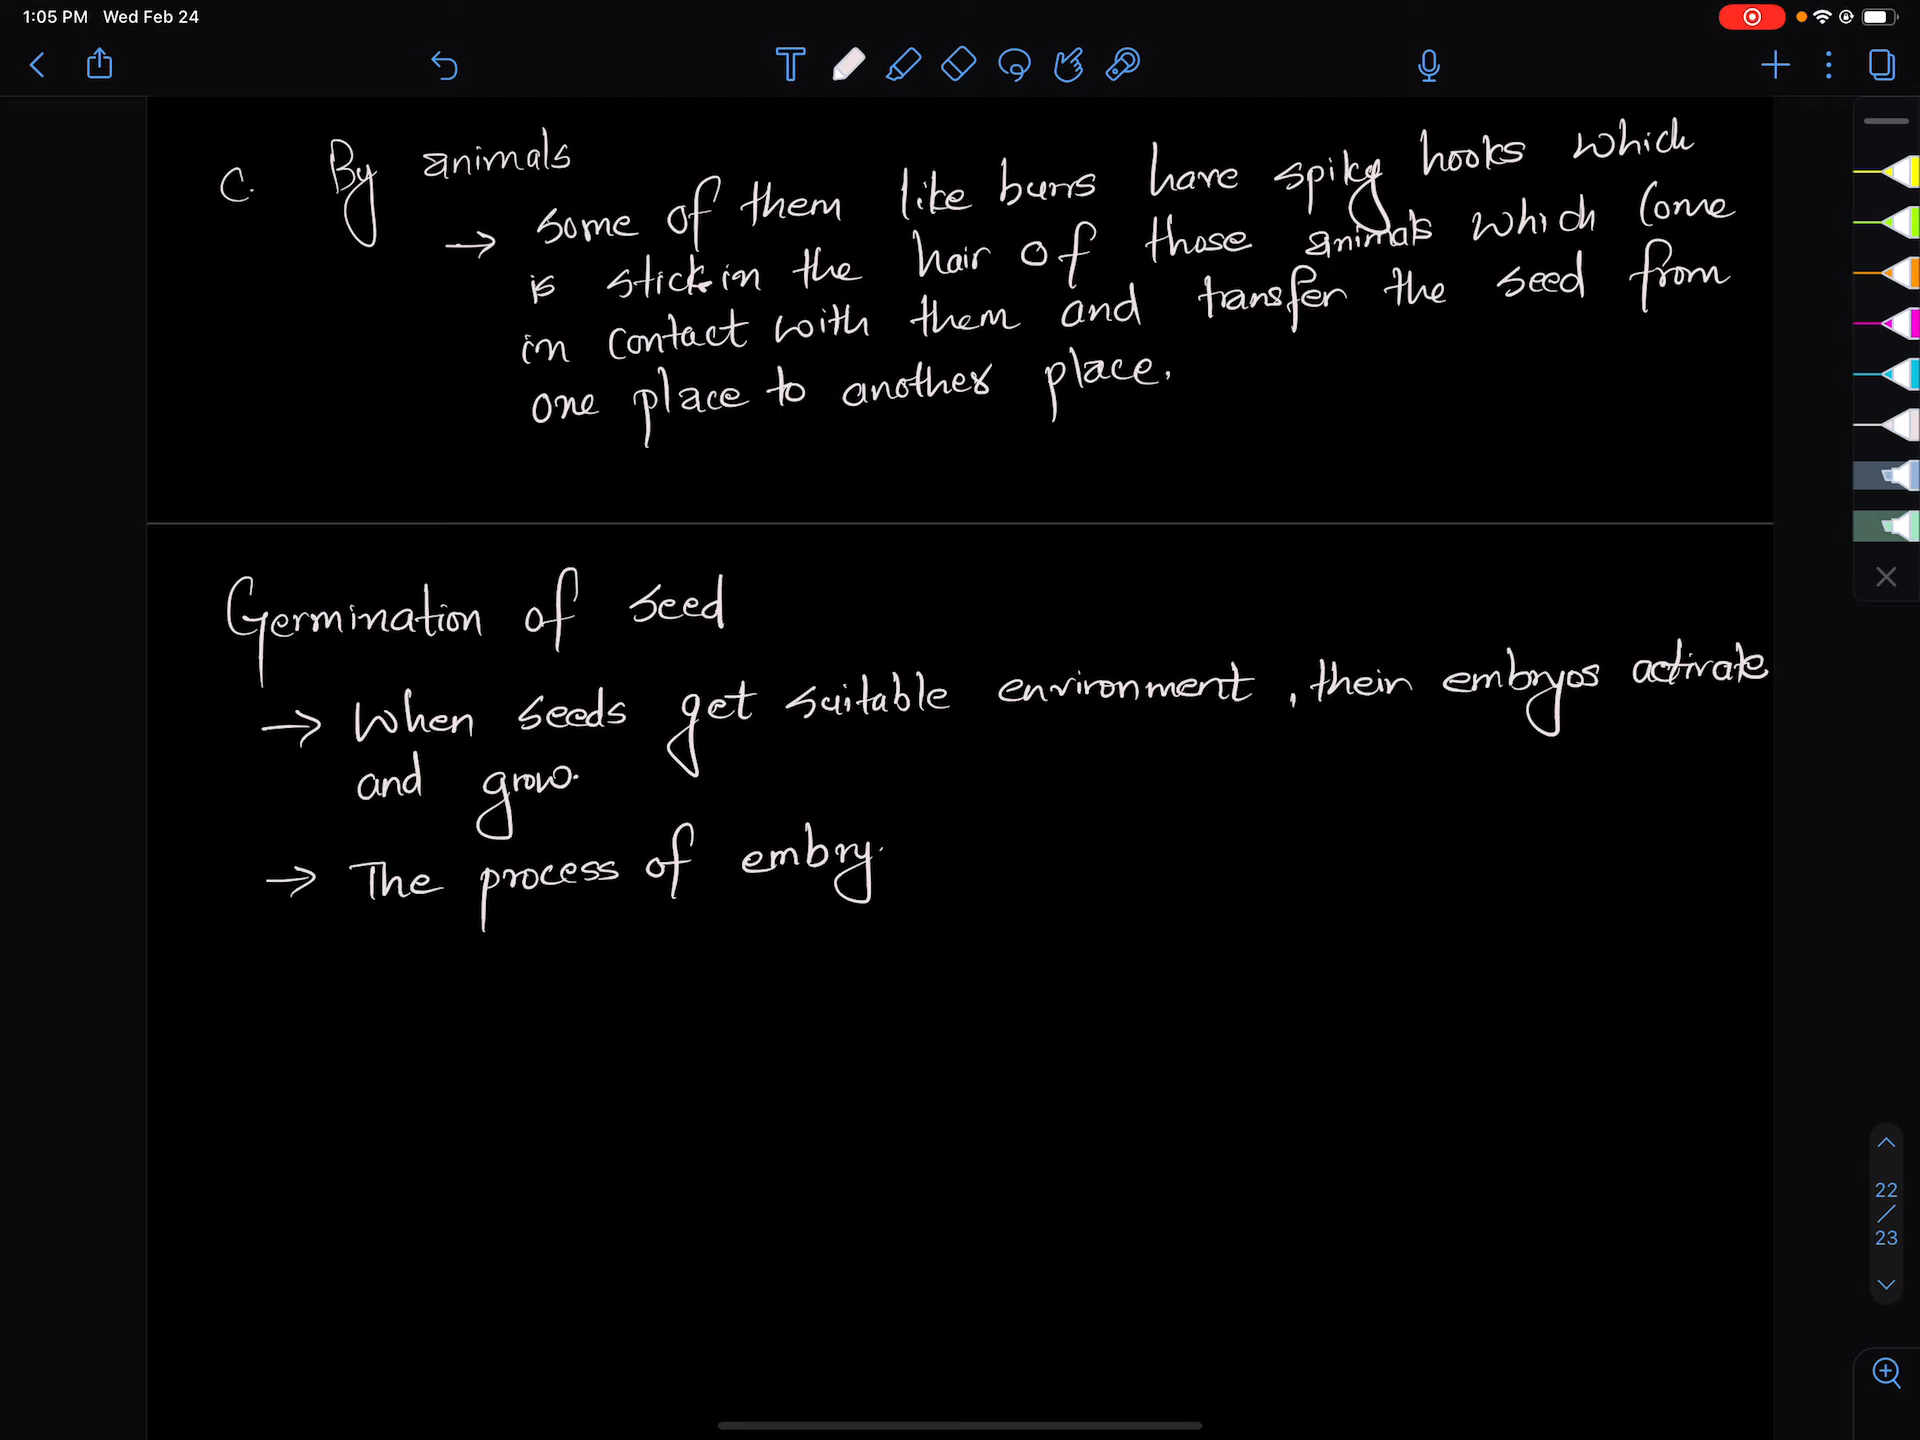 1:05 PM Wed Feb 24
C. By animals
→ some of them like burrs have spiky hooks which
is stick in the hair of those animals which come
in contact with them and transfer the seed from
one place to another place.
Germination of seed
→ When seeds get suitable environment, their embryos activate
and grow.
→ The process of embry
22
/
23